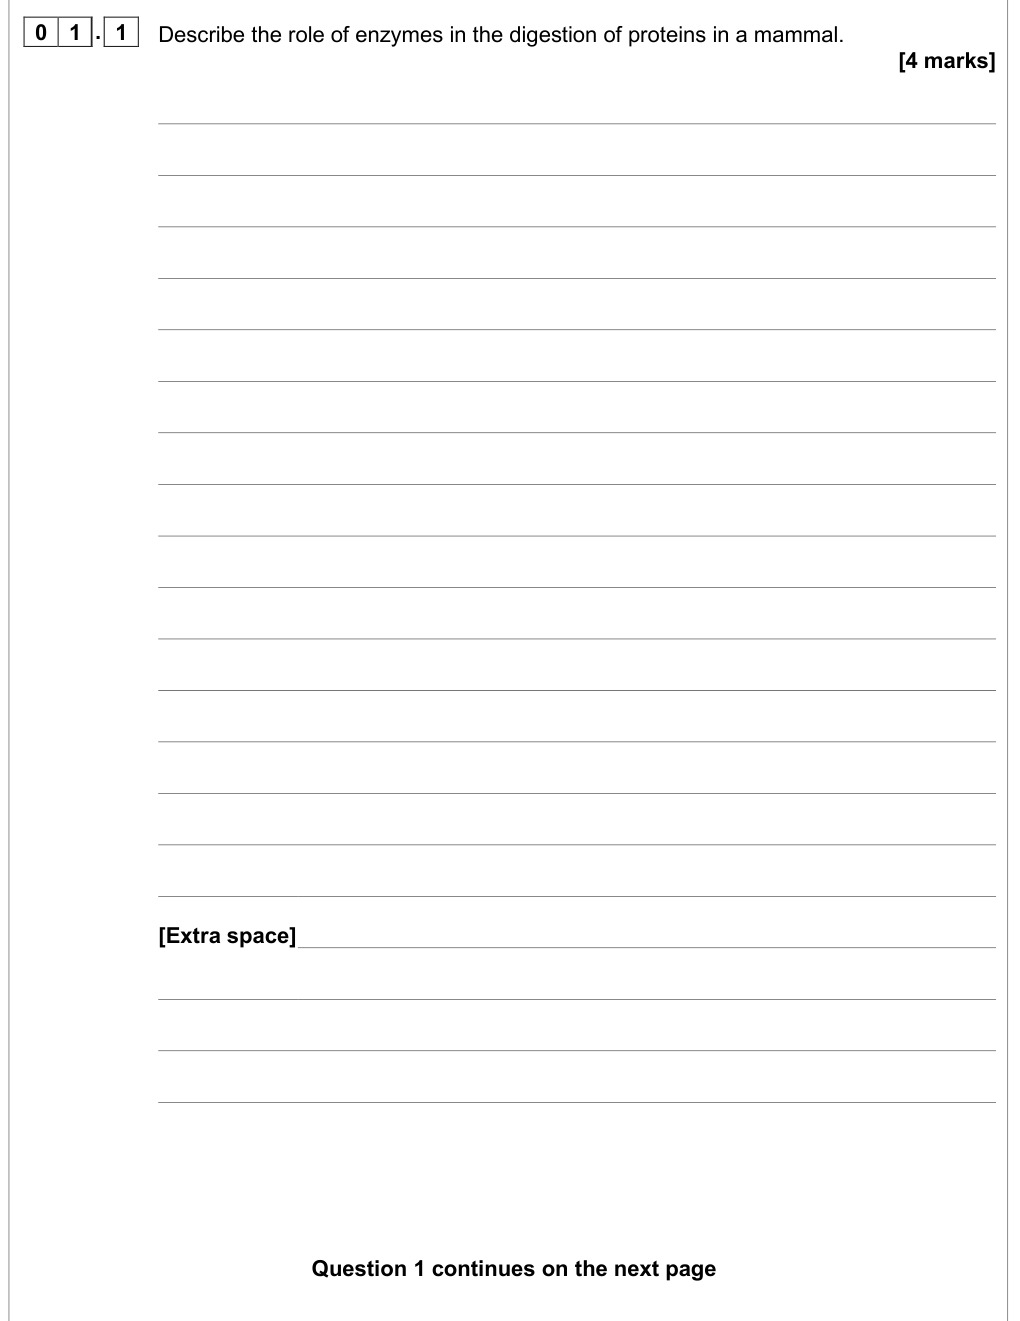 0 1 . 1 Describe the role of enzymes in the digestion of proteins in a mammal.
[4 marks]
[Extra space]
Question 1 continues on the next page